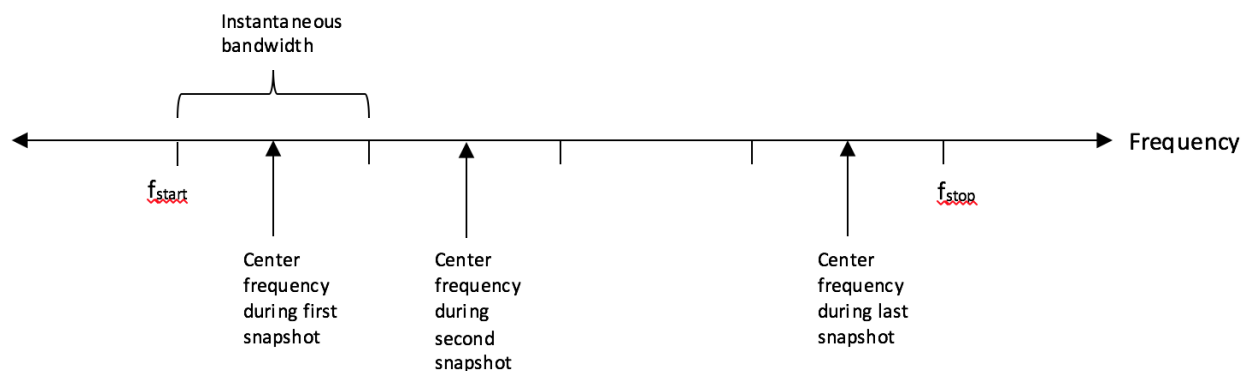 Instantaneous
bandwidth
Frequency
fstart
fstop
Center
frequency
during first
snapshot
Center
frequency
during
second
snapshot
Center
frequency
during last
snapshot